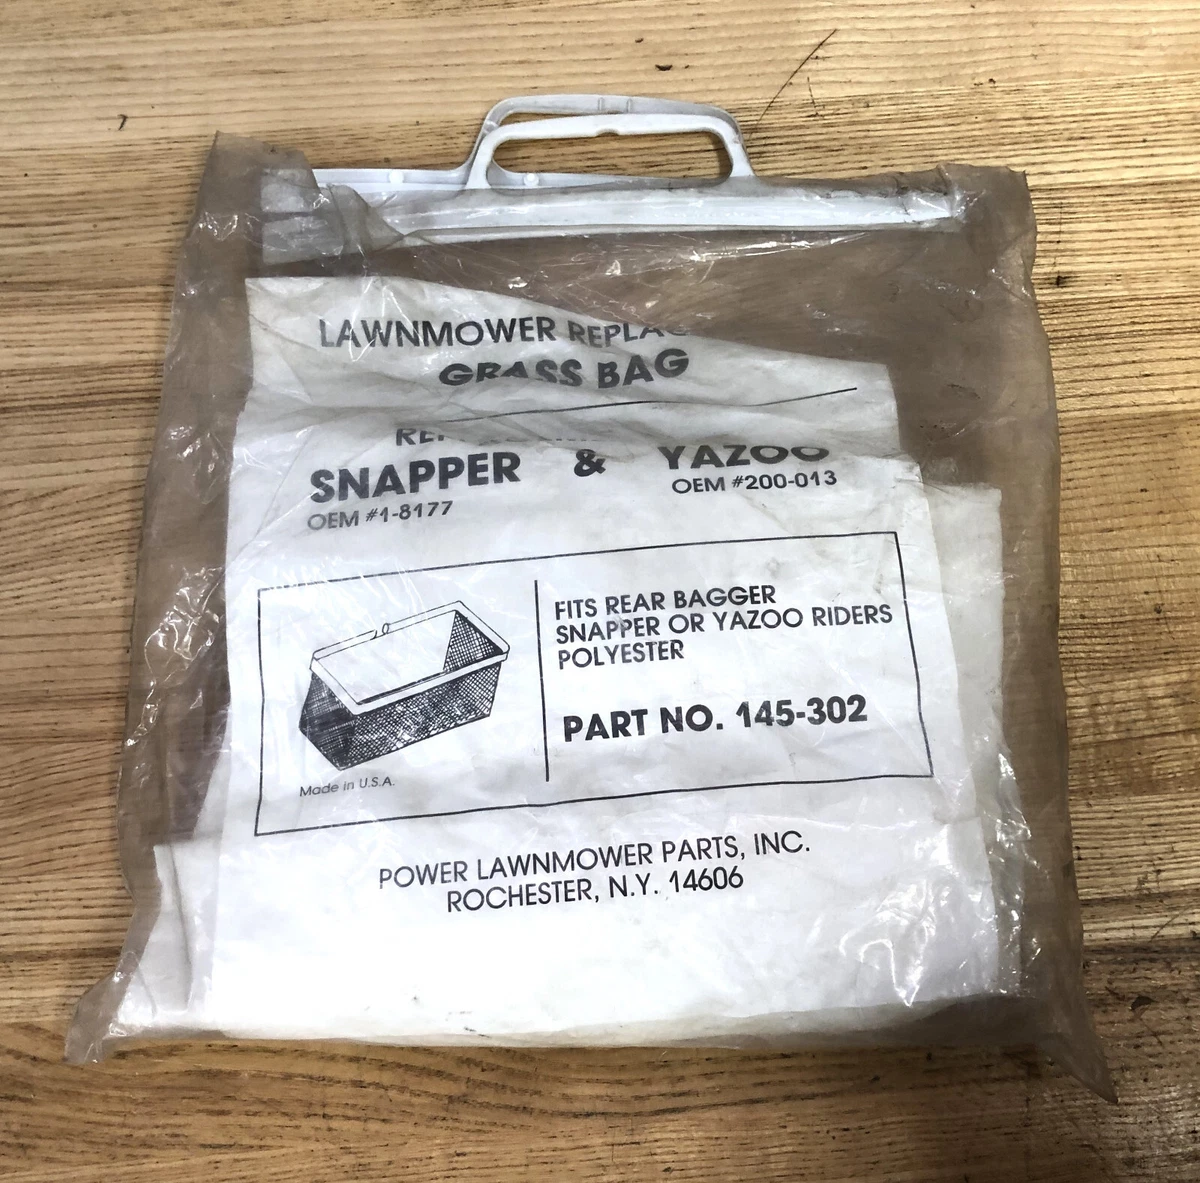 LAWNMOWER
GRASS BAG
SNAPPER & YAZOO
OEM #1-8177
OEM #200-013
FITS REAR BAGGER
SNAPPER OR YAZOO RIDERS
POLYESTER
PART NO. 145-302
Made in U.S.A.
POWER LAWNMOWER PARTS, INC.
ROCHESTER, N.Y. 14606